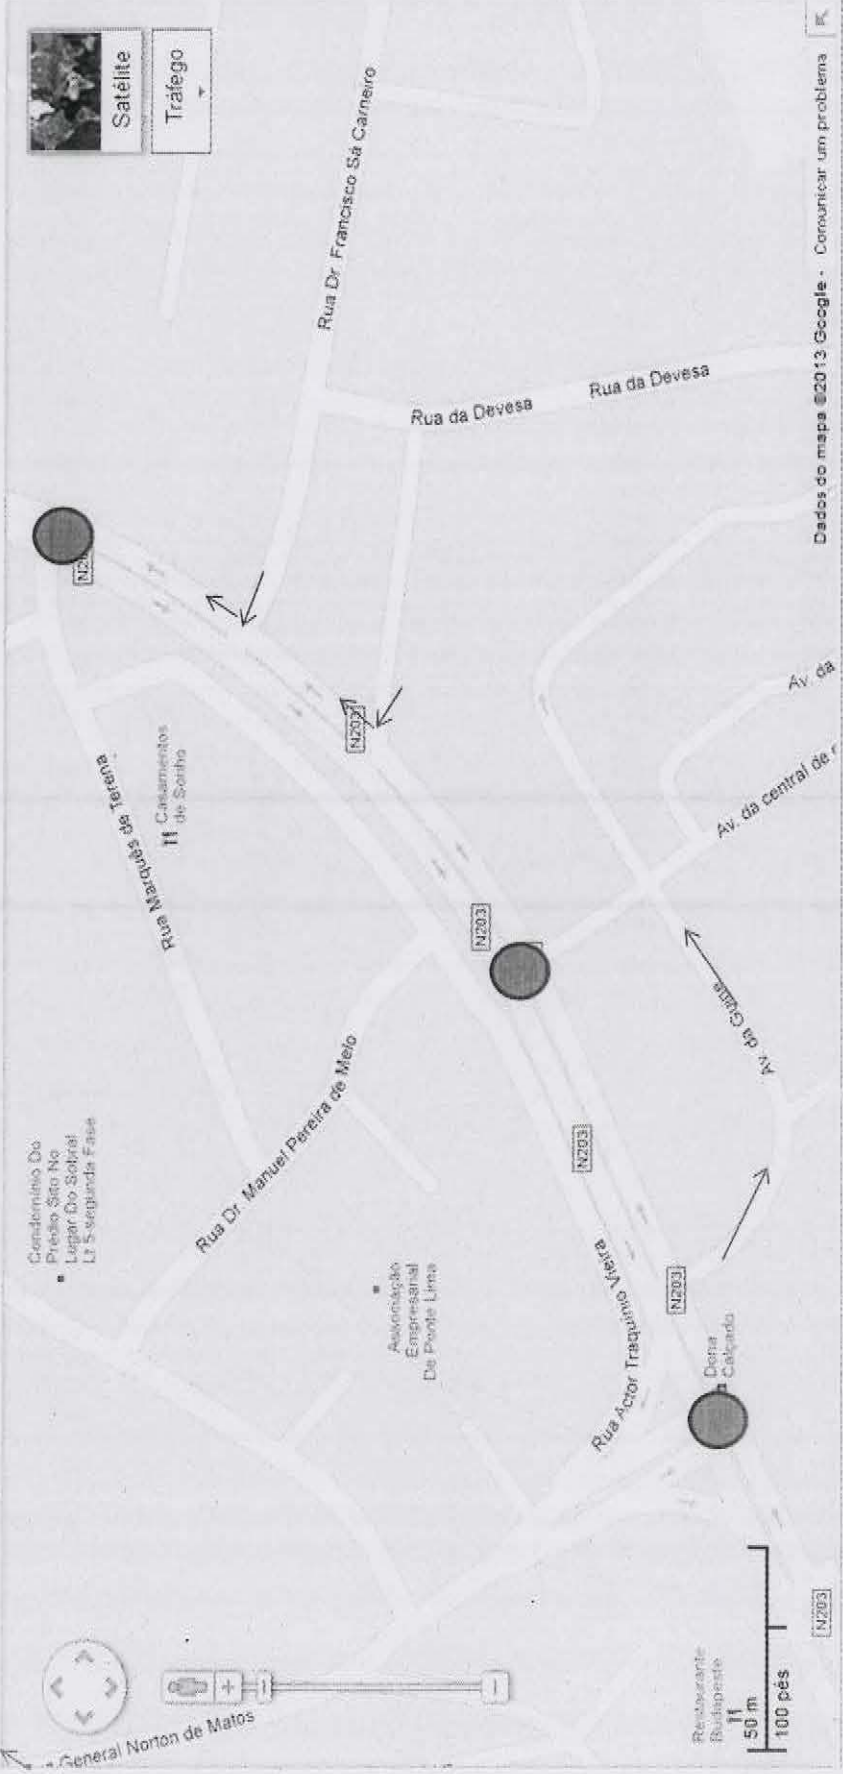 Satélite
Tráfego
Rua Dr. Francisco Sá Carneiro
Rua da Devesa
Rua da Devesa
Rua Marquês de Terena
Casamentos
de Sonho
N203
N203
N203
N203
N203
Condominio Do
Prédio Sito No
Lugar Do Sobral
Lt 5-segunda Fase
Rua Dr. Manuel Pereira de Melo
Associação
Empresarial
De Ponte Lima
Rua Actor Traquinio Vieira
Dona
Calçado
Av. da Guine
Av. da central de
Av. da
General Norton de Matos
Restaurante
Budapeste
50 m
100 pés
Dados do mapa ©2013 Google - Comunicar um problema